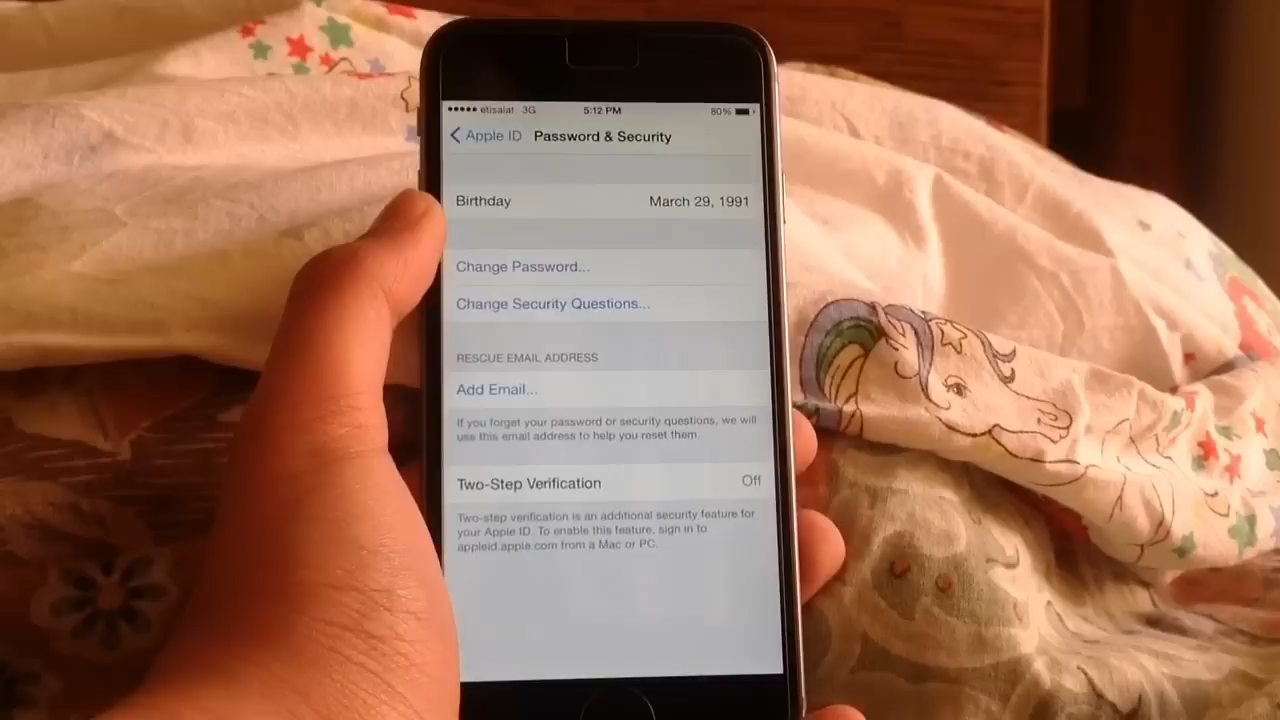 etisalat 3G 5:12 PM 80%
Apple ID Password & Security
Birthday March 29, 1991
Change Password...
Change Security Questions...
RESCUE EMAIL ADDRESS
Add Email...
If you forget your password or security questions, we will
use this email address to help you reset them.
Two-Step Verification Off
Two-step verification is an additional security feature for
your Apple ID. To enable this feature, sign in to
appleid.apple.com from a Mac or PC.